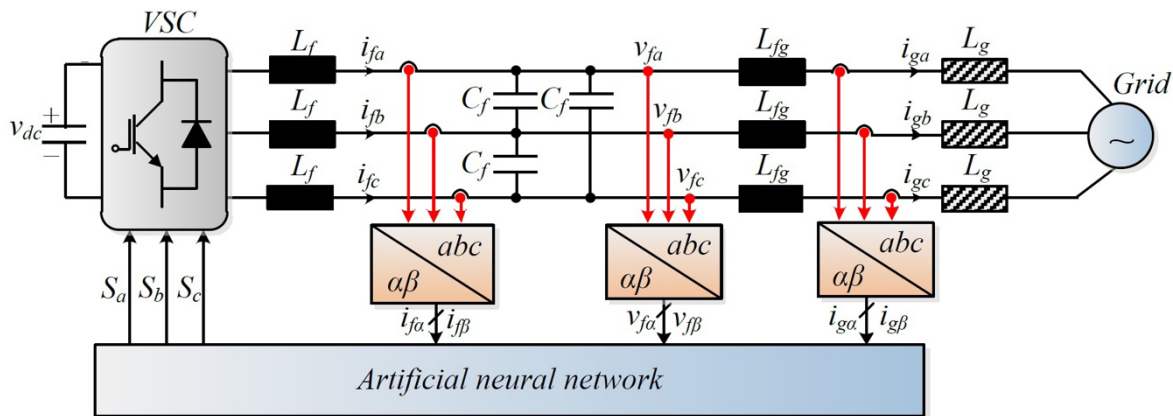 VSC
L_f i_fa v_fa L_fg i_ga L_g
Grid
C_f C_f
v_dc + −
L_f i_fb v_fb L_fg i_gb L_g
~
C_f
L_f i_fc v_fc L_fg i_gc L_g
abc αβ abc αβ abc αβ
S_a S_b S_c
i_fα i_fβ v_fα v_fβ i_gα i_gβ
Artificial neural network